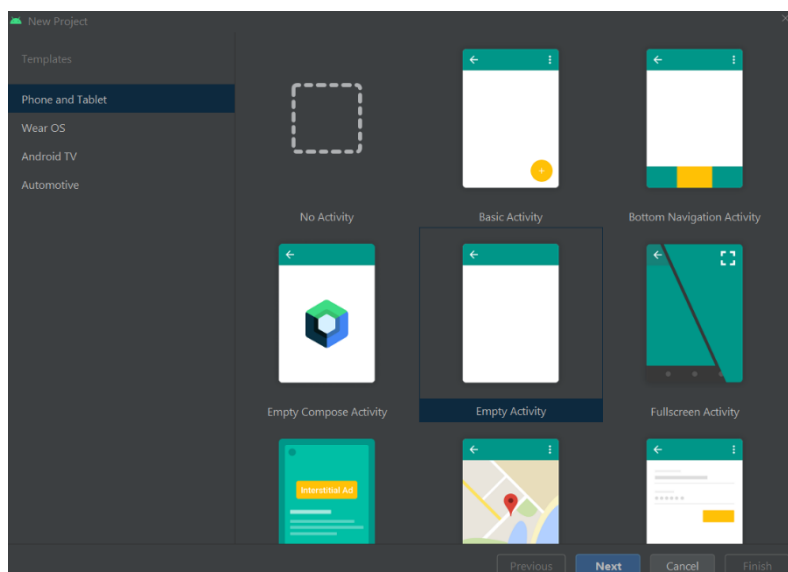 New Project
Templates
Phone and Tablet
Wear OS
Android TV
Automotive
No Activity
Basic Activity
Bottom Navigation Activity
Empty Compose Activity
Empty Activity
Fullscreen Activity
Interstitial Ad
Previous
Next
Cancel
Finish